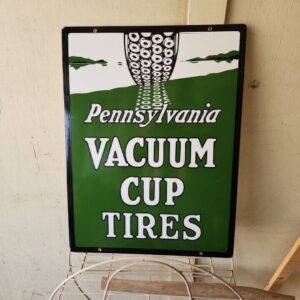 Pennsylvania
VACUUM
CUP
TIRES